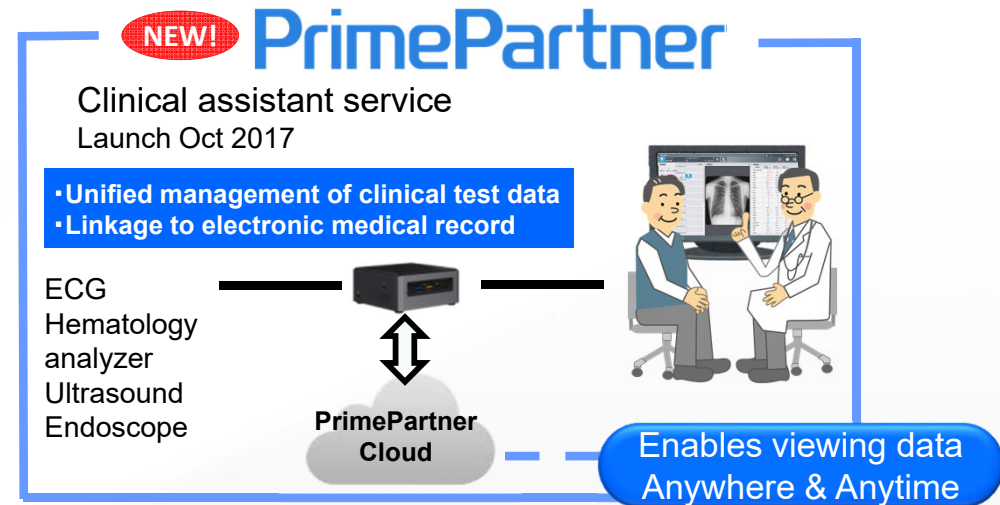 NEW! PrimePartner
Clinical assistant service
Launch Oct 2017
・Unified management of clinical test data
・Linkage to electronic medical record
ECG
Hematology
analyzer
Ultrasound
Endoscope
PrimePartner
Cloud
Enables viewing data
Anywhere & Anytime